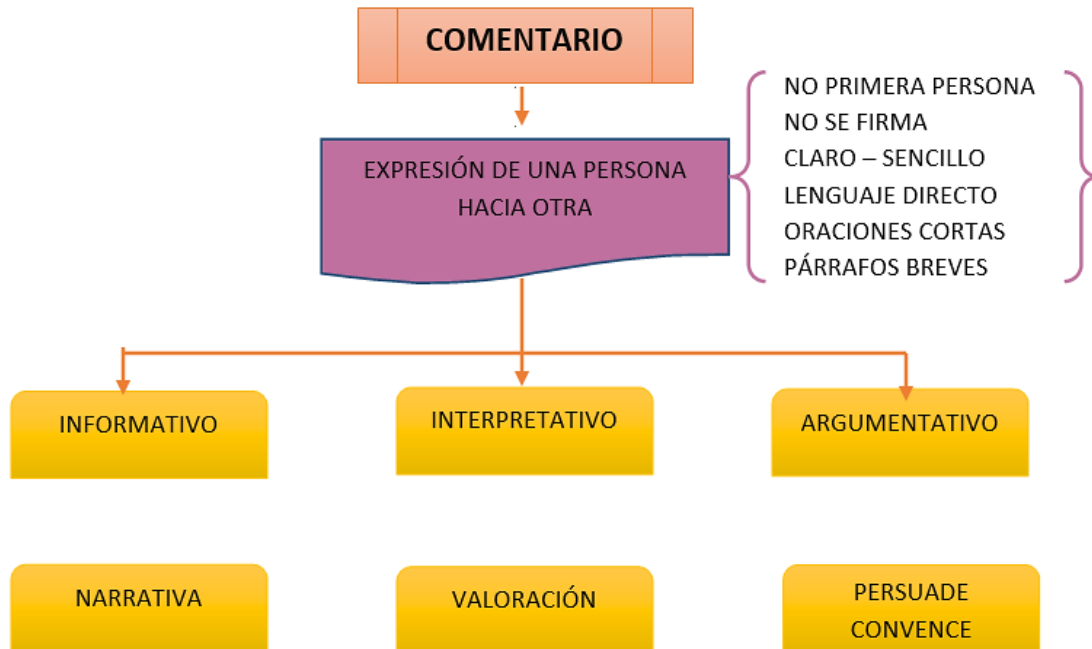 COMENTARIO
EXPRESIÓN DE UNA PERSONA
HACIA OTRA
NO PRIMERA PERSONA
NO SE FIRMA
CLARO – SENCILLO
LENGUAJE DIRECTO
ORACIONES CORTAS
PÁRRAFOS BREVES
INFORMATIVO
INTERPRETATIVO
ARGUMENTATIVO
NARRATIVA
VALORACIÓN
PERSUADE
CONVENCE